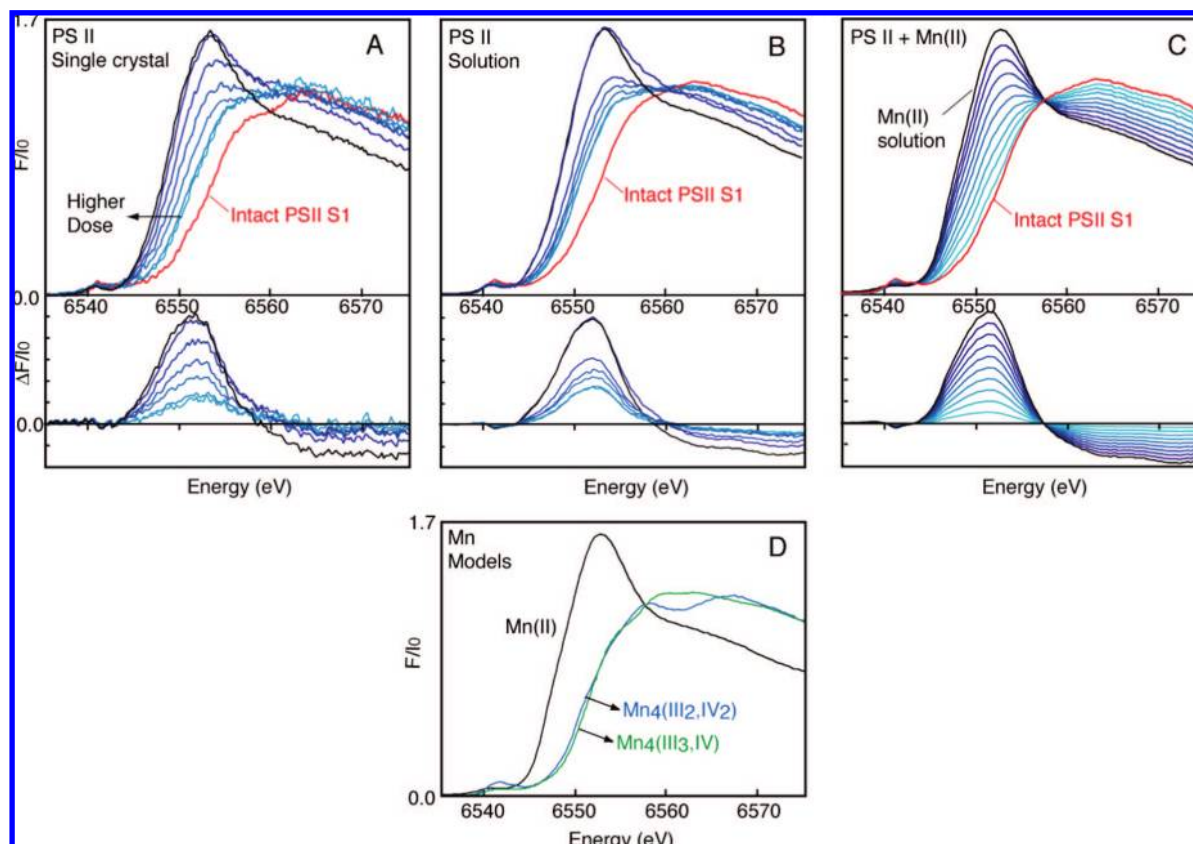 1.7
PS II
Single crystal
A
F/I0
Higher
Dose
Intact PSII S1
0.0
6540 6550 6560 6570
ΔF/I0
0.0
Energy (eV)
PS II
Solution
B
Intact PSII S1
6540 6550 6560 6570
Energy (eV)
PS II + Mn(II)
C
Mn(II)
solution
Intact PSII S1
6540 6550 6560 6570
Energy (eV)
1.7
Mn
Models
D
Mn(II)
F/I0
Mn4(III2,IV2)
Mn4(III3,IV)
0.0
6540 6550 6560 6570
Energy (eV)